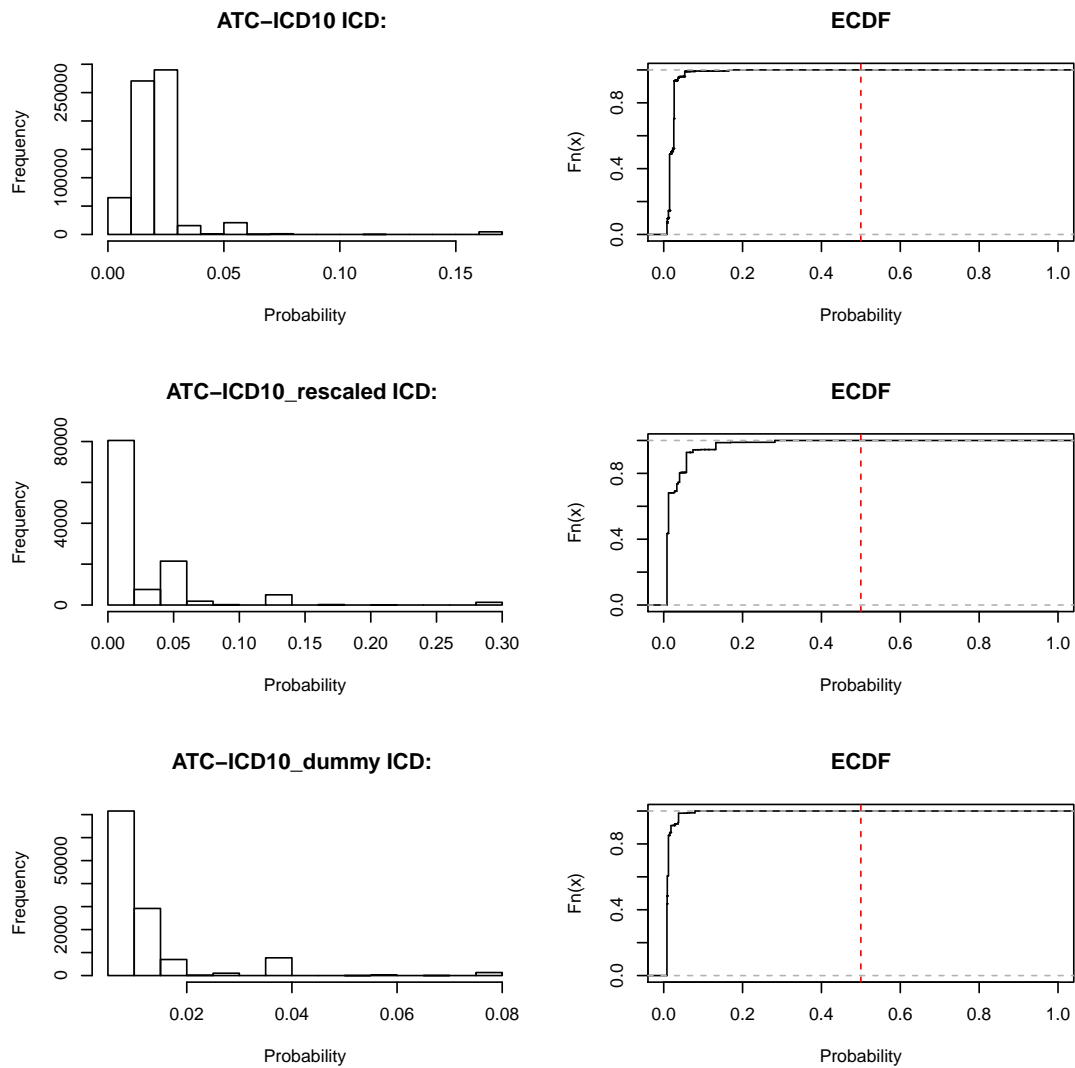 ATC−ICD10 ICD:
Frequency
0
100000
250000
0.00 0.05 0.10 0.15
Probability
ECDF
Fn(x)
0.0
0.4
0.8
0.0 0.2 0.4 0.6 0.8 1.0
Probability
ATC−ICD10_rescaled ICD:
Frequency
0
40000
80000
0.00 0.05 0.10 0.15 0.20 0.25 0.30
Probability
ECDF
Fn(x)
0.0
0.4
0.8
0.0 0.2 0.4 0.6 0.8 1.0
Probability
ATC−ICD10_dummy ICD:
Frequency
0
20000
50000
0.02 0.04 0.06 0.08
Probability
ECDF
Fn(x)
0.0
0.4
0.8
0.0 0.2 0.4 0.6 0.8 1.0
Probability